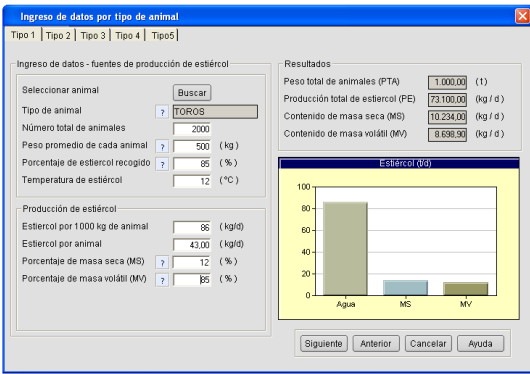 Ingreso de datos por tipo de animal
Tipo 1 Tipo 2 Tipo 3 Tipo 4 Tipo5
Ingreso de datos - fuentes de producción de estiércol
Seleccionar animal Buscar
Tipo de animal ? TOROS
Número total de animales 2000
Peso promedio de cada animal ? 500 ( kg )
Porcentaje de estiercol recogido ? 85 ( % )
Temperatura de estiércol 12 ( ºC )
Producción de estiércol
Estiercol por 1000 kg de animal 86 ( kg/d)
Estiercol por animal 43,00 ( kg/d)
Porcentaje de masa seca (MS) ? 12 ( % )
Porcentaje de masa volátil (MV) ? 85 ( % )
Resultados
Peso total de animales (PTA) 1.000,00 (t)
Producción total de estiercol (PE) 73.100,00 (kg / d)
Contenido de masa seca (MS) 10.234,00 (kg / d)
Contenido de masa volátil (MV) 8.698,90 (kg / d)
Estiércol (t/d)
100
80
60
40
20
0
Agua MS MV
Siguiente Anterior Cancelar Ayuda